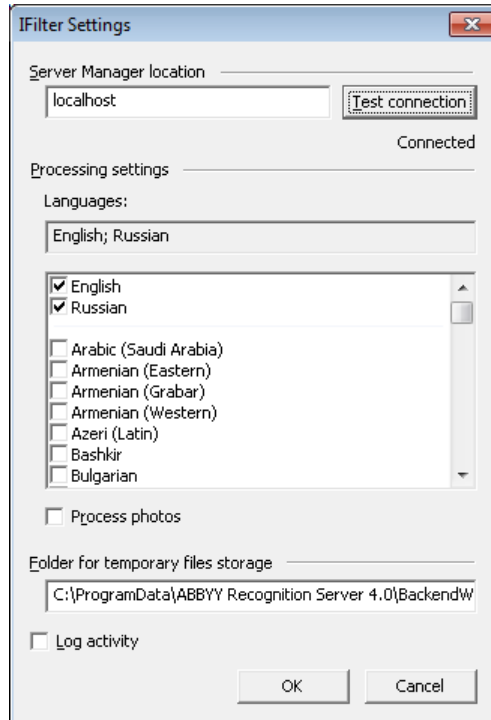 IFilter Settings
Server Manager location
localhost
Test connection
Connected
Processing settings
Languages:
English; Russian
English
Russian
Arabic (Saudi Arabia)
Armenian (Eastern)
Armenian (Grabar)
Armenian (Western)
Azeri (Latin)
Bashkir
Bulgarian
Process photos
Folder for temporary files storage
C:\ProgramData\ABBYY Recognition Server 4.0\BackendW
Log activity
OK Cancel